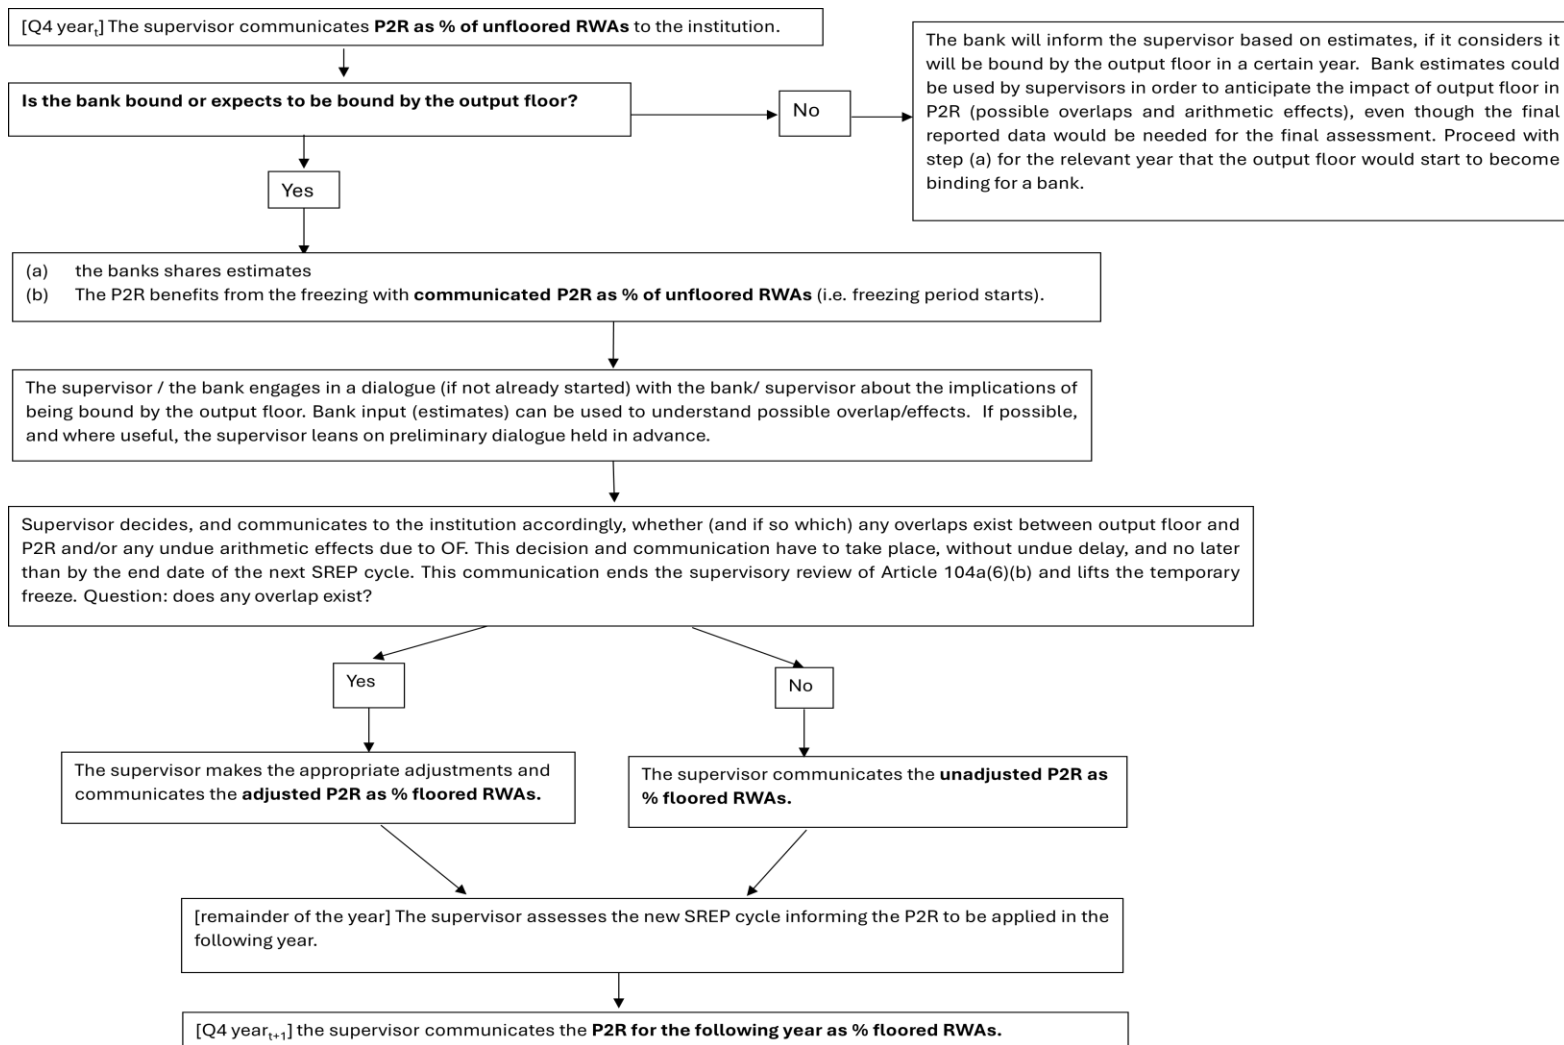 [Q4 year_t] The supervisor communicates P2R as % of unfloored RWAs to the institution.
Is the bank bound or expects to be bound by the output floor?
No
The bank will inform the supervisor based on estimates, if it considers it
will be bound by the output floor in a certain year. Bank estimates could
be used by supervisors in order to anticipate the impact of output floor in
P2R (possible overlaps and arithmetic effects), even though the final
reported data would be needed for the final assessment. Proceed with
step (a) for the relevant year that the output floor would start to become
binding for a bank.
Yes
(a) the banks shares estimates
(b) The P2R benefits from the freezing with communicated P2R as % of unfloored RWAs (i.e. freezing period starts).
The supervisor / the bank engages in a dialogue (if not already started) with the bank/ supervisor about the implications of
being bound by the output floor. Bank input (estimates) can be used to understand possible overlap/effects. If possible,
and where useful, the supervisor leans on preliminary dialogue held in advance.
Supervisor decides, and communicates to the institution accordingly, whether (and if so which) any overlaps exist between output floor and
P2R and/or any undue arithmetic effects due to OF. This decision and communication have to take place, without undue delay, and no later
than by the end date of the next SREP cycle. This communication ends the supervisory review of Article 104a(6)(b) and lifts the temporary
freeze. Question: does any overlap exist?
Yes
No
The supervisor makes the appropriate adjustments and
communicates the adjusted P2R as % floored RWAs.
The supervisor communicates the unadjusted P2R as
% floored RWAs.
[remainder of the year] The supervisor assesses the new SREP cycle informing the P2R to be applied in the
following year.
[Q4 year_t+1] the supervisor communicates the P2R for the following year as % floored RWAs.